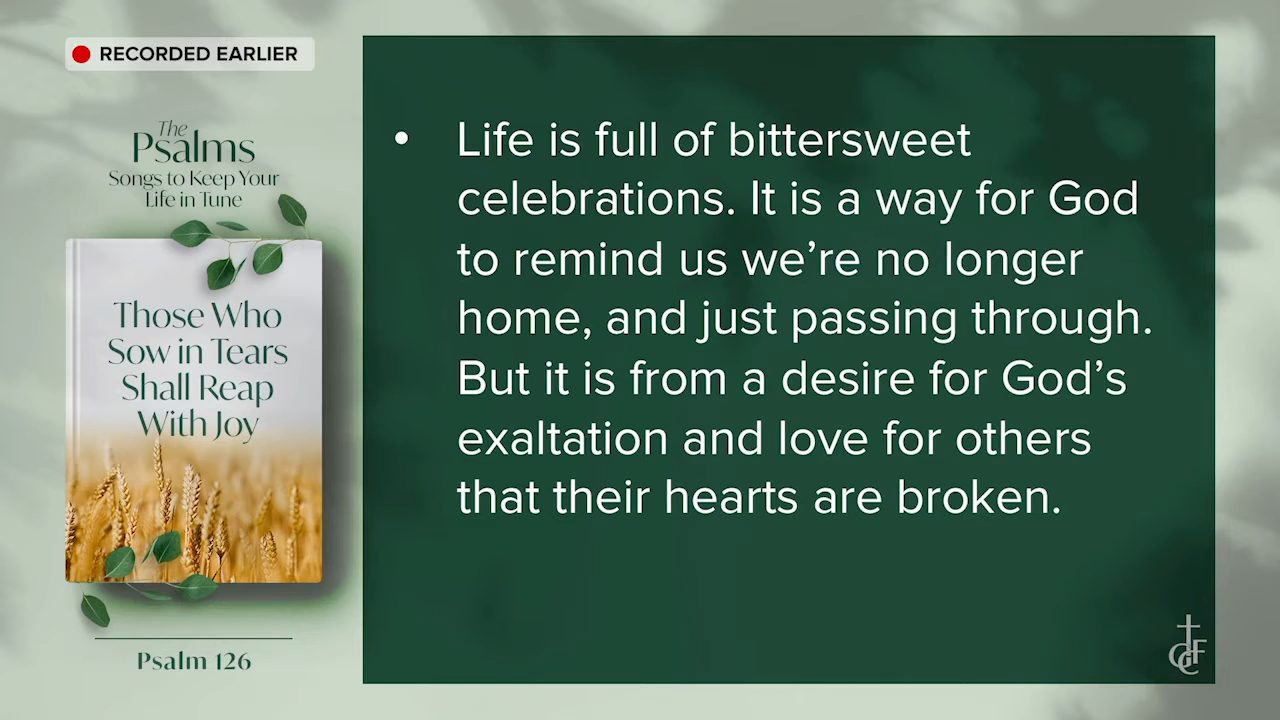 RECORDED EARLIER
The
Psalms
Songs to Keep Your
Life in Tune
Those Who
Sow in Tears
Shall Reap
With Joy
Psalm 126
• Life is full of bittersweet
celebrations. It is a way for God
to remind us we’re no longer
home, and just passing through.
But it is from a desire for God’s
exaltation and love for others
that their hearts are broken.
GCF